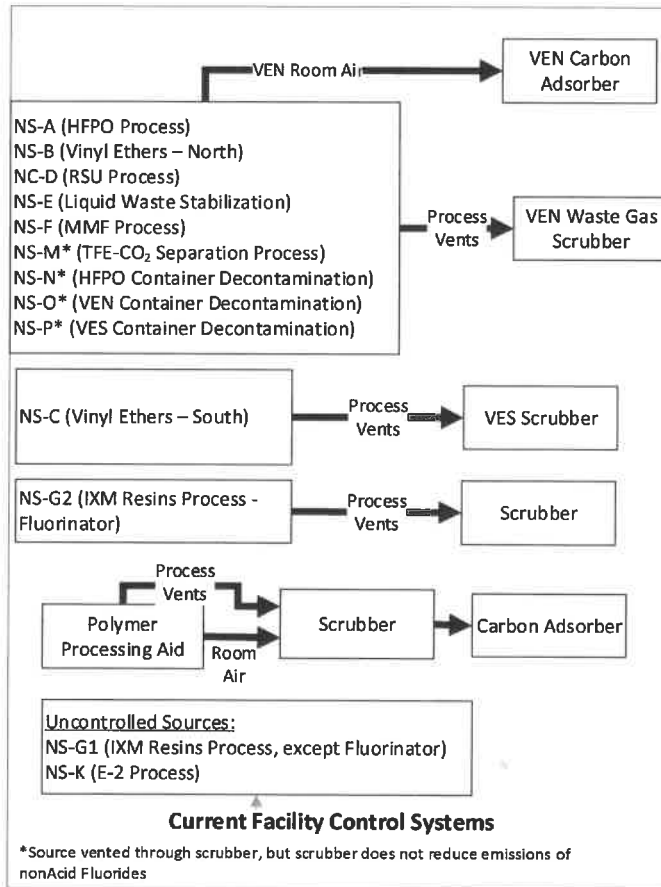 VEN Room Air
VEN Carbon
Adsorber
NS-A (HFPO Process)
NS-B (Vinyl Ethers – North)
NC-D (RSU Process)
NS-E (Liquid Waste Stabilization)
NS-F (MMF Process)
NS-M* (TFE-CO₂ Separation Process)
NS-N* (HFPO Container Decontamination)
NS-O* (VEN Container Decontamination)
NS-P* (VES Container Decontamination)
Process
Vents
VEN Waste Gas
Scrubber
NS-C (Vinyl Ethers – South)
Process
Vents
VES Scrubber
NS-G2 (IXM Resins Process -
Fluorinator)
Process
Vents
Scrubber
Process
Vents
Polymer
Processing Aid
Room
Air
Scrubber
Carbon Adsorber
Uncontrolled Sources:
NS-G1 (IXM Resins Process, except Fluorinator)
NS-K (E-2 Process)
Current Facility Control Systems
*Source vented through scrubber, but scrubber does not reduce emissions of
nonAcid Fluorides